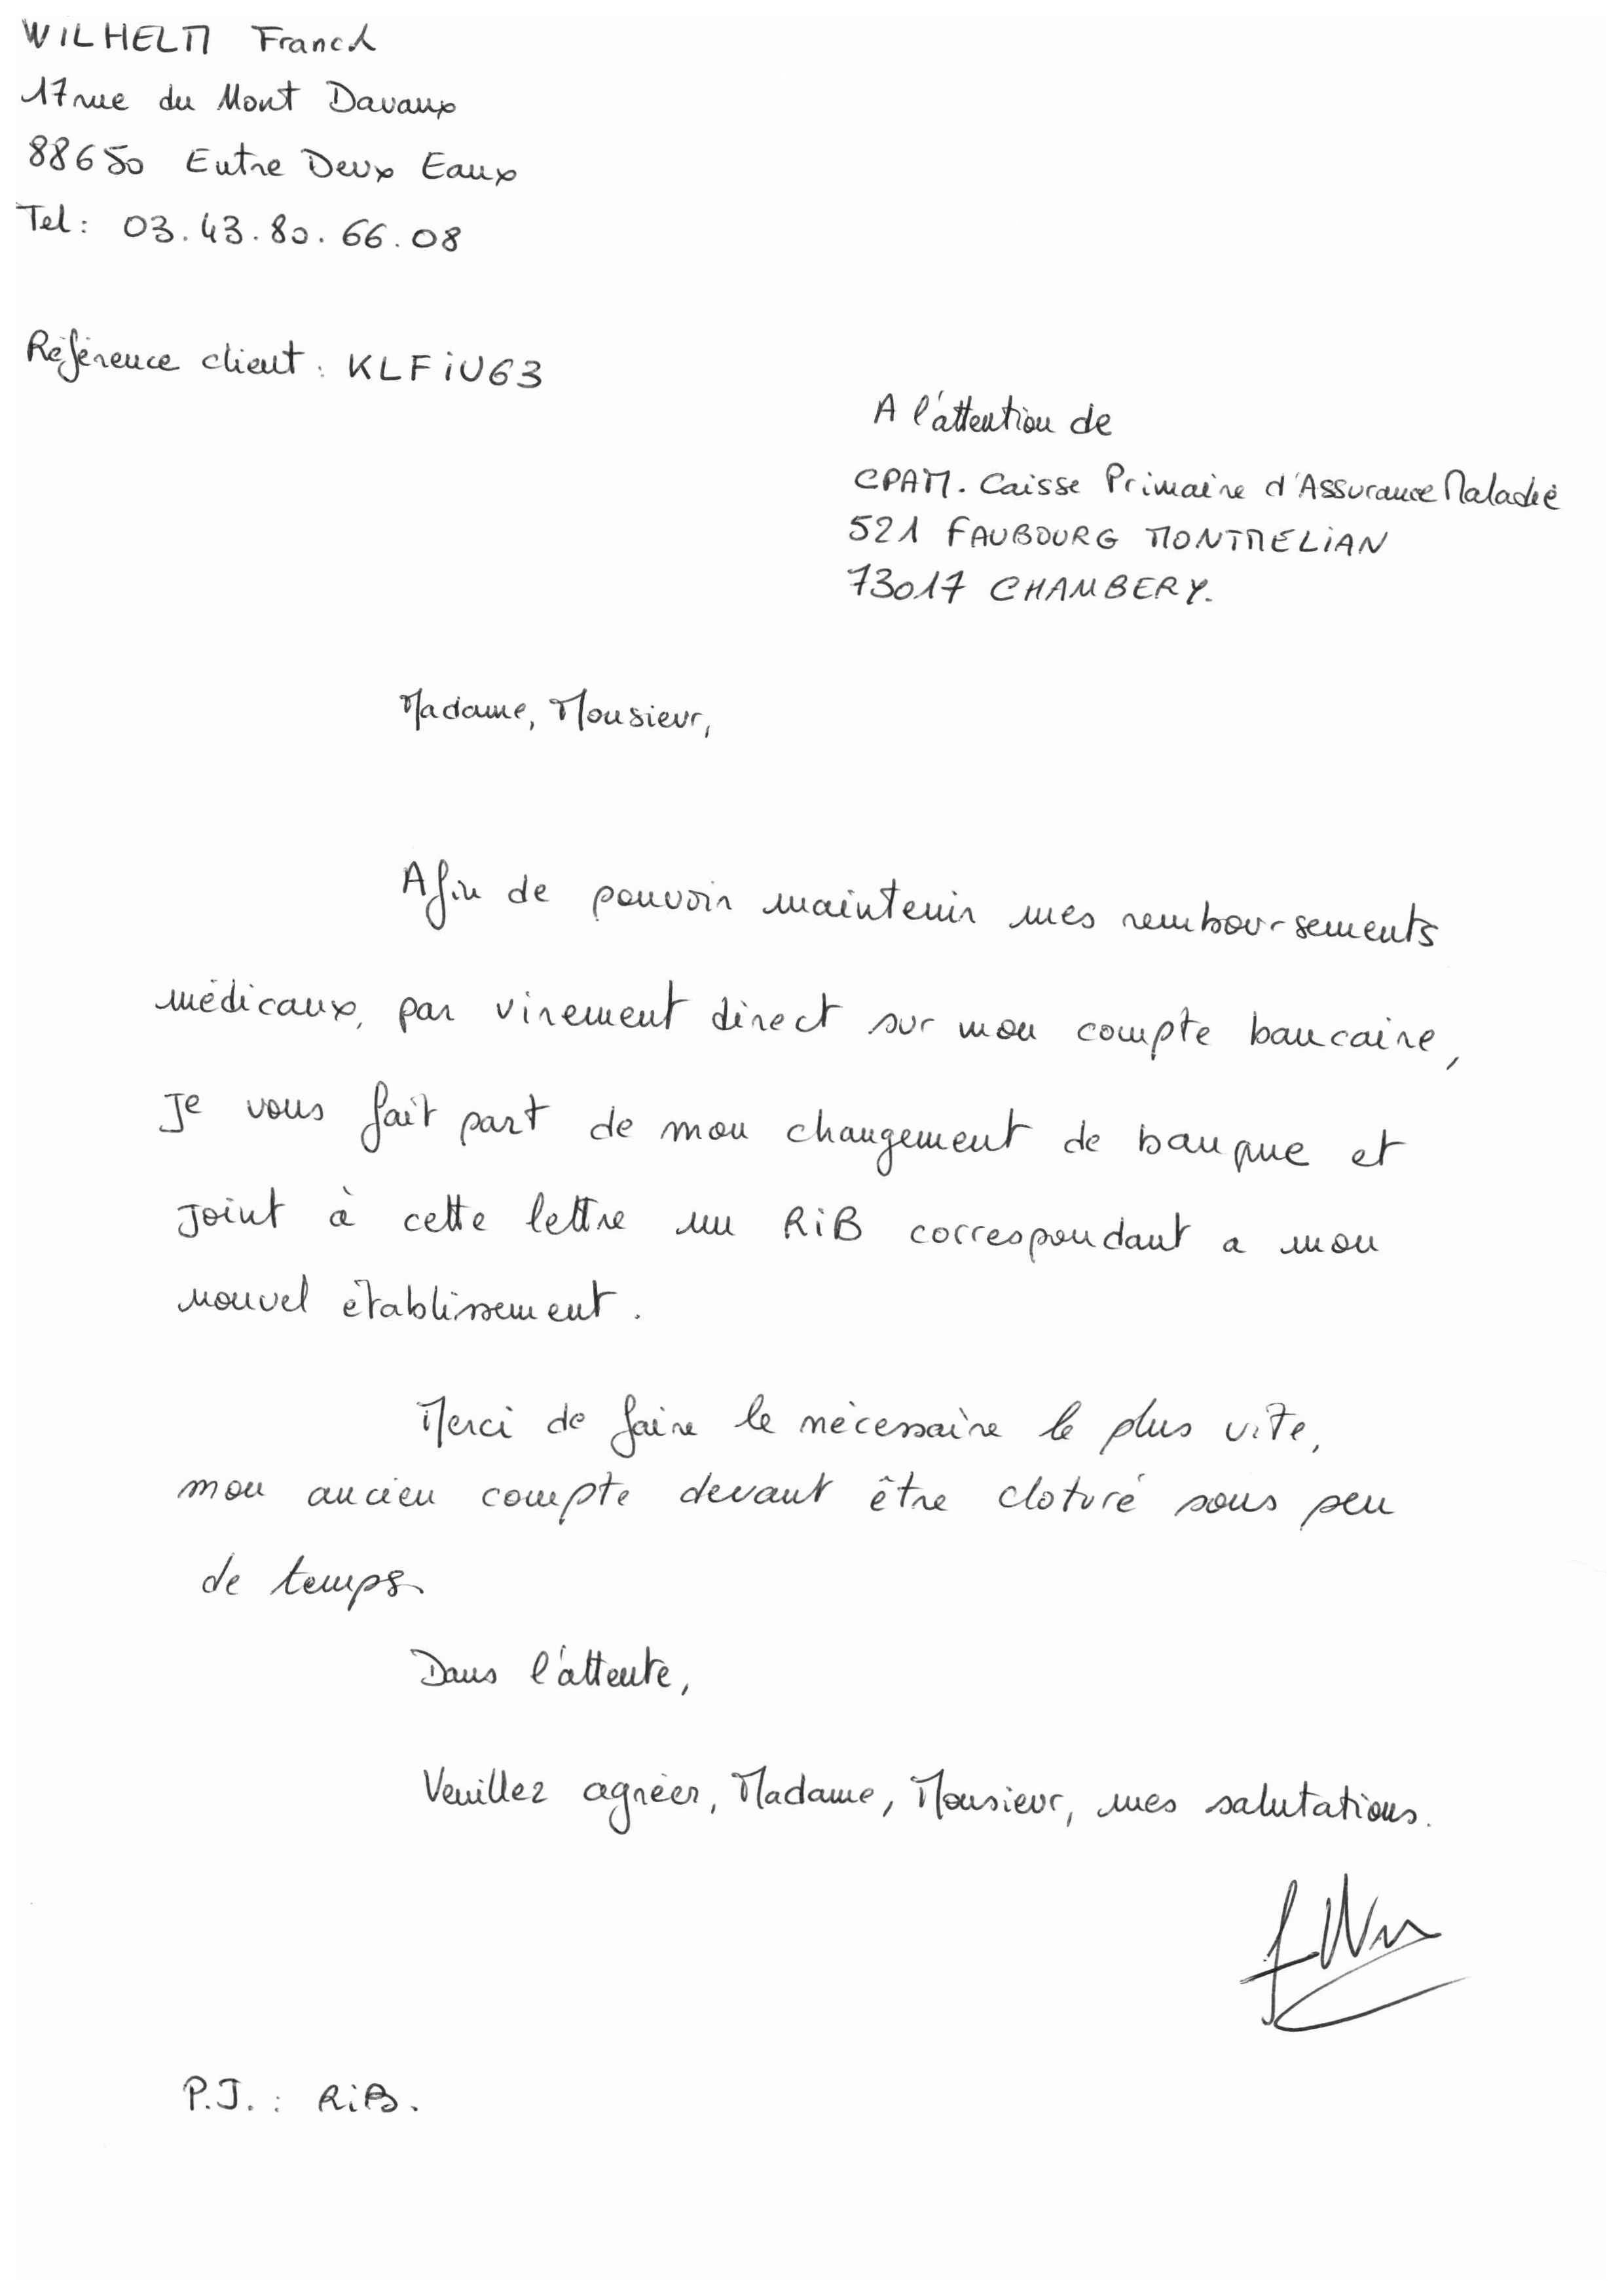 WILHELM Franck
17 rue du Mont Davaux
88650 Entre Deux Eaux
Tel : 03.43.80.66.08
Référence client : KLFiU63
A l'attention de
CPAM. Caisse Primaire d'Assurance Maladie
521 FAUBOURG MONTMELIAN
73017 CHAMBERY.
Madame, Monsieur,
Afin de pouvoir maintenir mes remboursements
médicaux, par virement direct sur mon compte bancaire,
Je vous fait part de mon changement de banque et
Joint à cette lettre un RiB correspondant a mon
nouvel établissement.
Merci de faire le nécessaire le plus vite,
mon ancien compte devant être cloturé sous peu
de temps.
Dans l'attente,
Veuillez agréer, Madame, Monsieur, mes salutations.
P.J. : RiB.